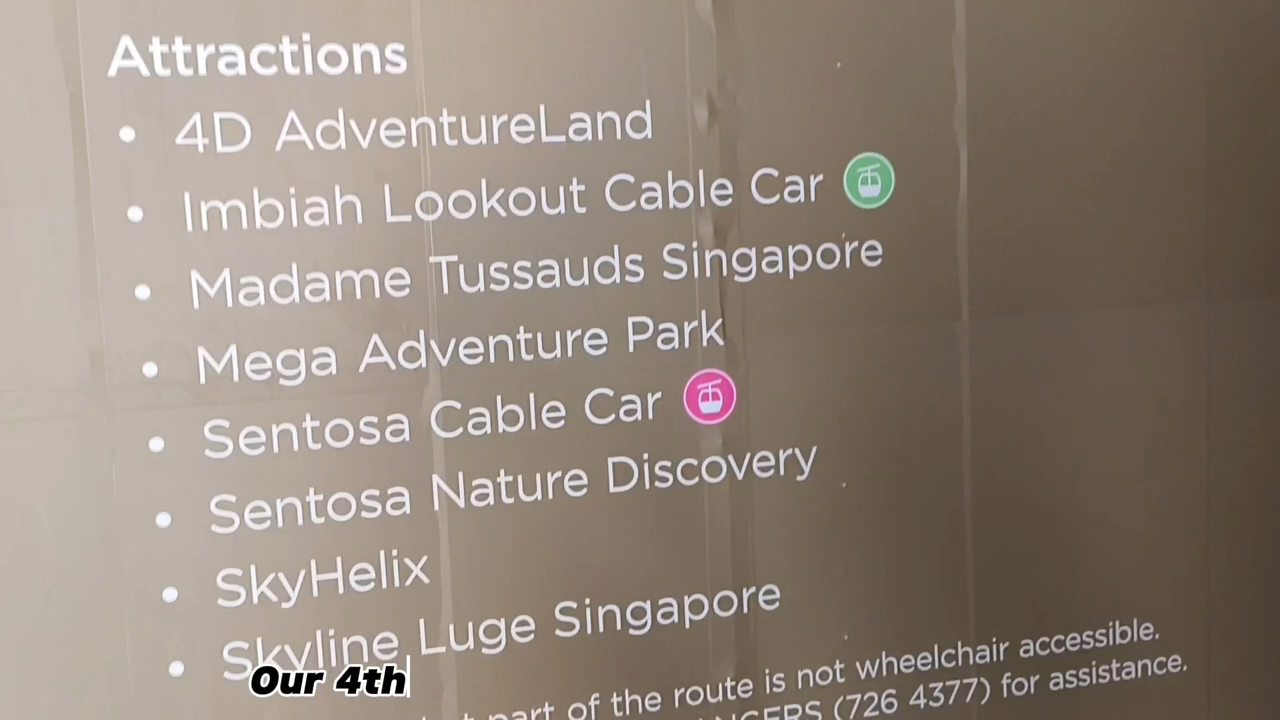 Attractions
• 4D AdventureLand
• Imbiah Lookout Cable Car
• Madame Tussauds Singapore
• Mega Adventure Park
• Sentosa Cable Car
• Sentosa Nature Discovery
• SkyHelix
• Skyline Luge Singapore
Our 4th
part of the route is not wheelchair accessible.
(726 4377) for assistance.